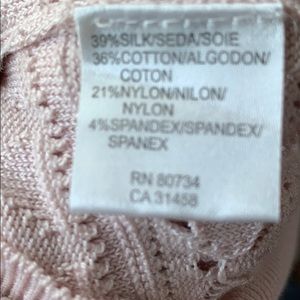 39%SILK/SEDA/SOIE
36%COTTON/ALGODON/
COTON
21%NYLON/NILON/
NYLON
4%SPANDEX/SPANDEX/
SPANEX
RN 80734
CA 31458